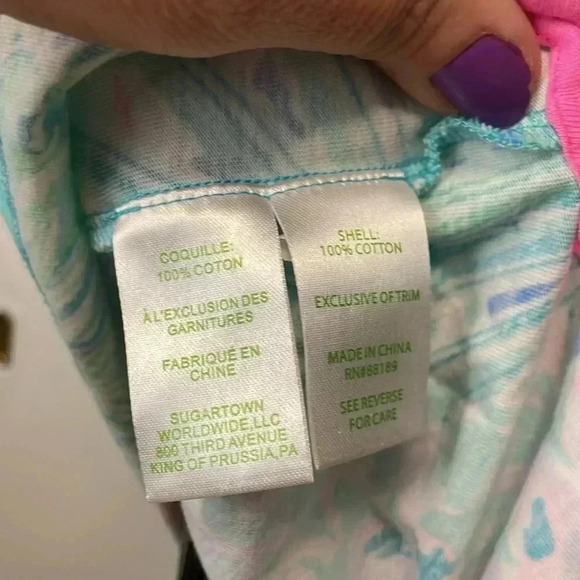 COQUILLE:
100% COTON
À L'EXCLUSION DES
GARNITURES
FABRIQUÉ EN
CHINE
SUGARTOWN
WORLDWIDE, LLC
800 THIRD AVENUE
KING OF PRUSSIA, PA
SHELL:
100% COTTON
EXCLUSIVE OF TRIM
MADE IN CHINA
RN#88189
SEE REVERSE
FOR CARE